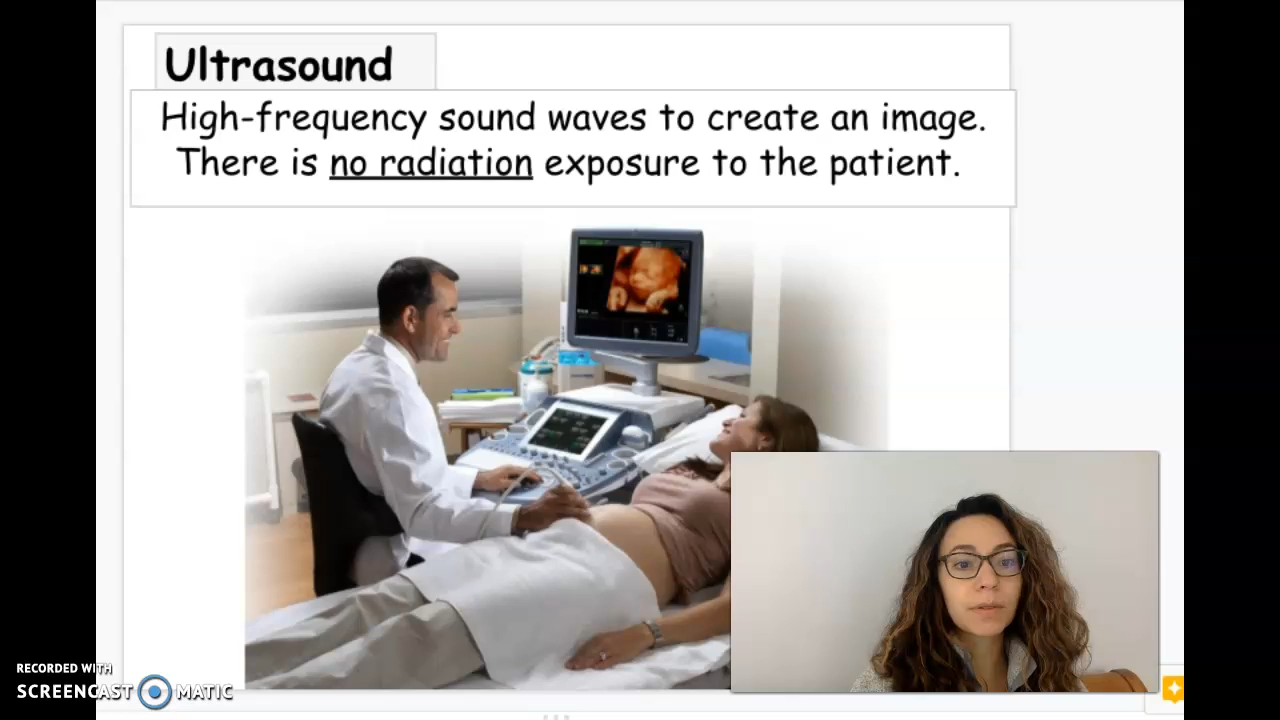 Ultrasound
High-frequency sound waves to create an image.
There is no radiation exposure to the patient.
RECORDED WITH
SCREENCAST MATIC